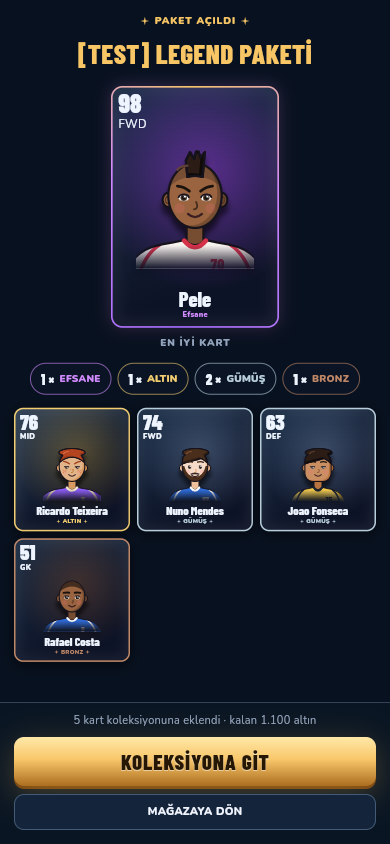 PAKET AÇILDI
[TEST] LEGEND PAKETİ
98
FWD
70
Pele
Efsane
EN İYİ KART
1 × EFSANE
1 × ALTIN
2 × GÜMÜŞ
1 × BRONZ
76
MID
Ricardo Teixeira
+ ALTIN +
74
FWD
Nuno Mendes
+ GÜMÜŞ +
63
DEF
Joao Fonseca
+ GÜMÜŞ +
51
GK
Rafael Costa
+ BRONZ +
5 kart koleksiyonuna eklendi · kalan 1.100 altın
KOLEKSİYONA GİT
MAĞAZAYA DÖN